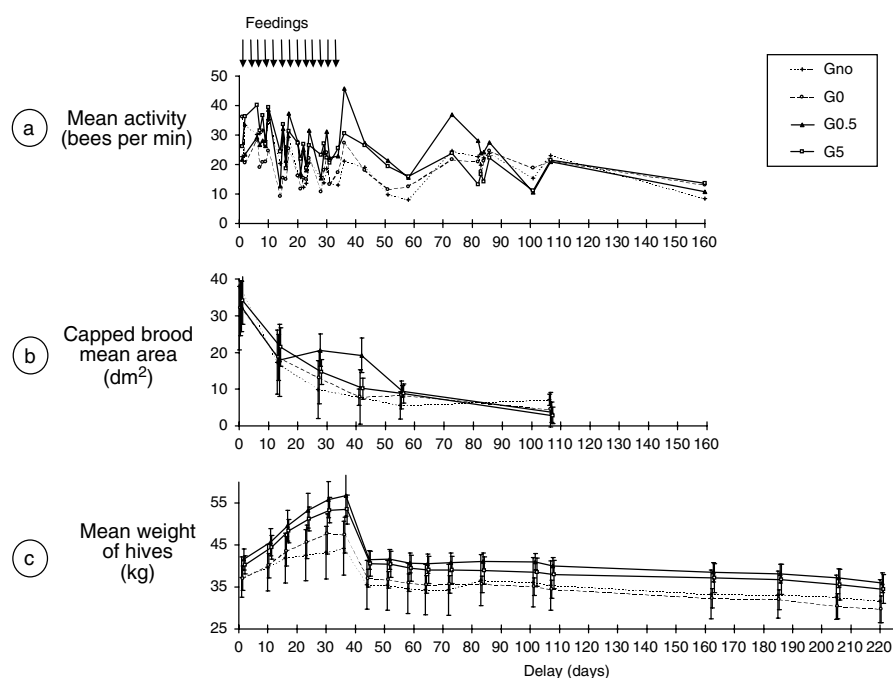 Feedings
a
Mean activity
(bees per min)
50
40
30
20
10
0
0 10 20 30 40 50 60 70 80 90 100 110 120 130 140 150 160
Gno
G0
G0.5
G5
b
Capped brood
mean area
(dm²)
40
30
20
10
0
0 10 20 30 40 50 60 70 80 90 100 110 120 130 140 150 160
c
Mean weight
of hives
(kg)
55
45
35
25
0 10 20 30 40 50 60 70 80 90 100 110 120 130 140 150 160 170 180 190 200 210 220
Delay (days)